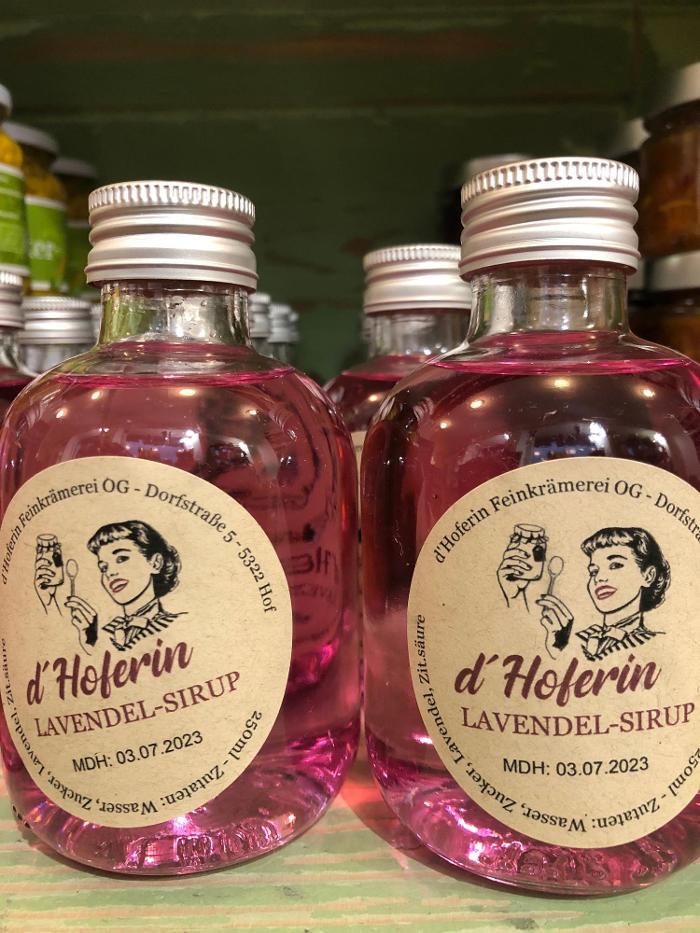 d'Hoferin Feinkrämerei OG - Dorfstraße 5 - 5322 Hof
d´Hoferin
LAVENDEL-SIRUP
MDH: 03.07.2023
250ml - Zutaten: Wasser, Zucker, Lavendel, Zit.säure
d'Hoferin Feinkrämerei OG - Dorfstra
d´Hoferin
LAVENDEL-SIRUP
MDH: 03.07.2023
250ml - Zutaten: Wasser, Zucker, Lavendel, Zit.säure